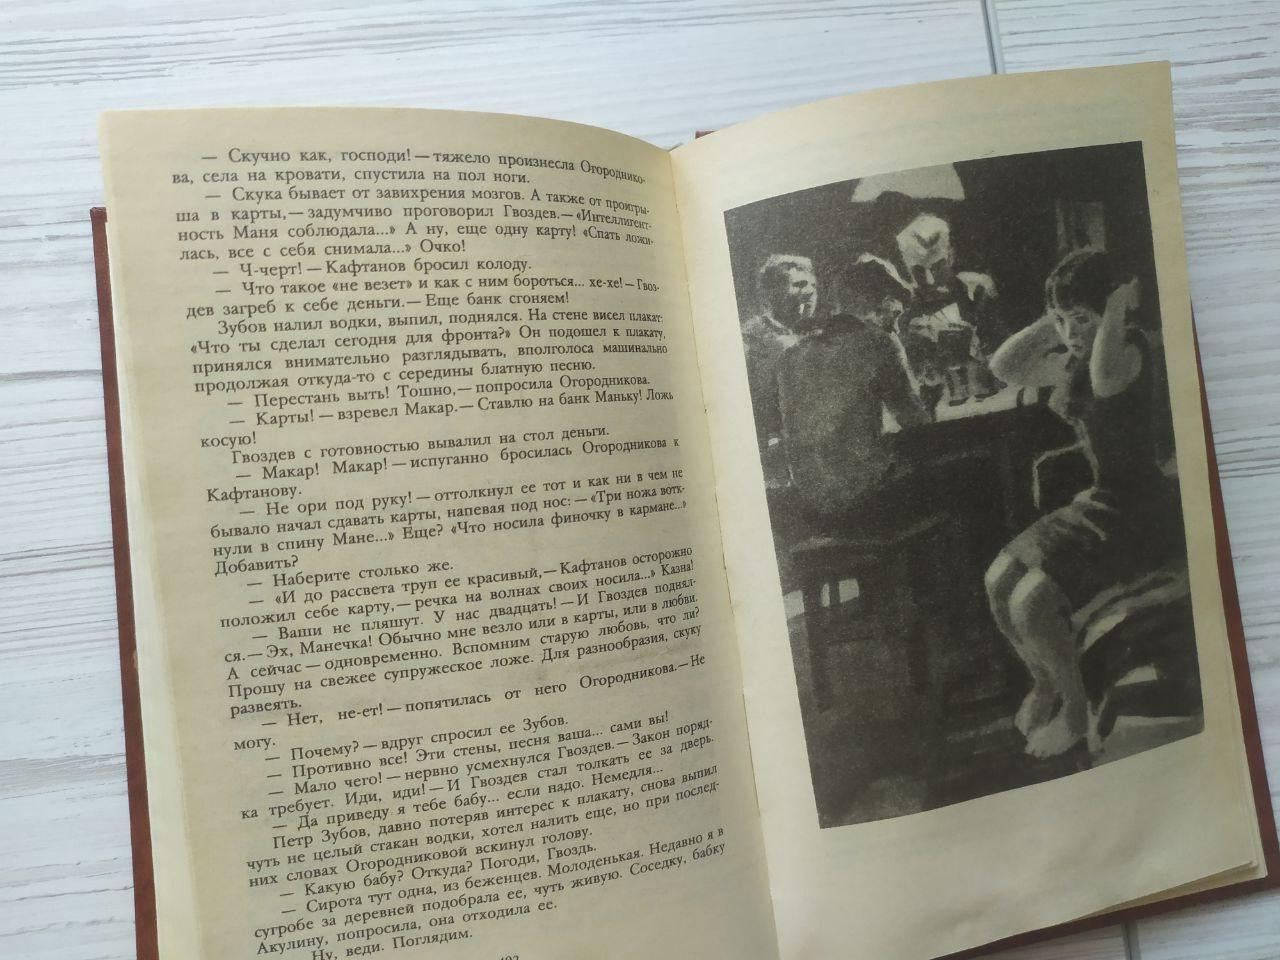 — Скучно как, господи! — тяжело произнесла Огороднико-
ва, села на кровати, спустила на пол ноги.
— Скука бывает от завихрения мозгов. А также от проигры-
ша в карты, — задумчиво проговорил Гвоздев. — «Интеллигент-
ность Маня соблюдала...» А ну, еще одну карту! «Спать ложи-
лась, все с себя снимала...» Очко!
— Ч-черт! — Кафтанов бросил колоду.
— Что такое «не везет» и как с ним бороться... хе-хе! — Гвоз-
дев загреб к себе деньги. — Еще банк сгоняем!
Зубов налил водки, выпил, поднялся. На стене висел плакат:
«Что ты сделал сегодня для фронта?» Он подошел к плакату,
принялся внимательно разглядывать, вполголоса машинально
продолжая откуда-то с середины блатную песню.
— Перестань выть! Тошно, — попросила Огородникова.
— Карты! — взревел Макар. — Ставлю на банк Маньку! Ложь
косую!
Гвоздев с готовностью вывалил на стол деньги.
— Макар! Макар! — испуганно бросилась Огородникова к
Кафтанову.
— Не ори под руку! — оттолкнул ее тот и как ни в чем не
бывало начал сдавать карты, напевая под нос: — «Три ножа вотк-
нули в спину Мане...» Еще? «Что носила финочку в кармане...»
Добавить?
— Наберите столько же.
— «И до рассвета труп ее красивый, — Кафтанов осторожно
положил себе карту, — речка на волнах своих носила...» Казна!
— Ваши не пляшут. У нас двадцать! — И Гвоздев поднял-
ся. — Эх, Манечка! Обычно мне везло или в карты, или в любви.
А сейчас — одновременно. Вспомним старую любовь, что ли?
Прошу на свежее супружеское ложе. Для разнообразия, скуку
развеять.
— Нет, не-ет! — попятилась от него Огородникова. — Не
могу.
— Почему? — вдруг спросил ее Зубов.
— Противно все! Эти стены, песня ваша... сами вы!
— Мало чего! — нервно усмехнулся Гвоздев. — Закон поряд-
ка требует. Иди, иди! — И Гвоздев стал толкать ее за дверь.
— Да приведу я тебе бабу... если надо. Немедля...
Петр Зубов, давно потеряв интерес к плакату, снова выпил
чуть не целый стакан водки, хотел налить еще, но при послед-
них словах Огородниковой вскинул голову.
— Какую бабу? Откуда? Погоди, Гвоздь.
— Сирота тут одна, из беженцев. Молоденькая. Недавно я в
сугробе за деревней подобрала ее, чуть живую. Соседку, бабку
Акулину, попросила, она отходила ее.
Ну, веди. Поглядим.